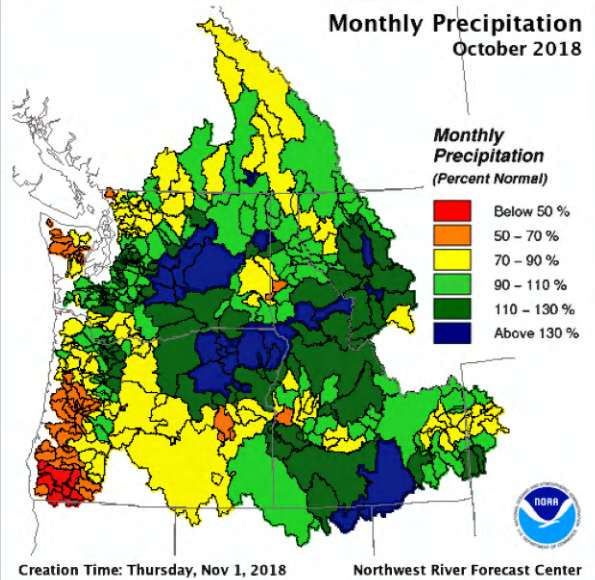 Monthly Precipitation
October 2018
Monthly
Precipitation
(Percent Normal)
Below 50 %
50 – 70 %
70 – 90 %
90 – 110 %
110 – 130 %
Above 130 %
NOAA
Creation Time: Thursday, Nov 1, 2018
Northwest River Forecast Center